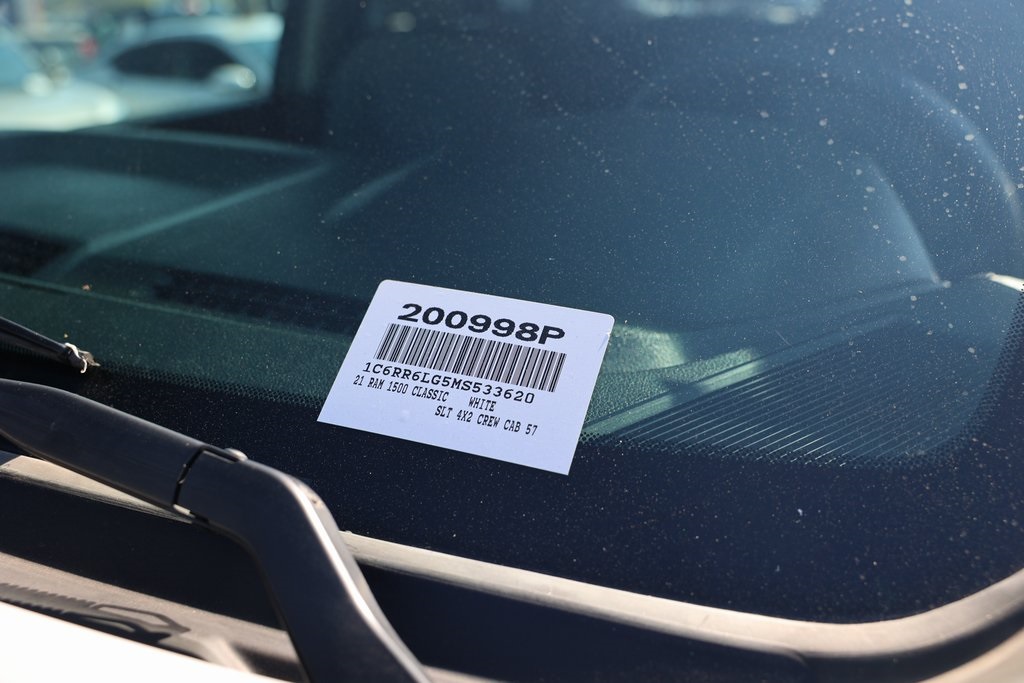 200998P
1C6RR6LG5MS533620
21 RAM 1500 CLASSIC WHITE
SLT 4X2 CREW CAB 57